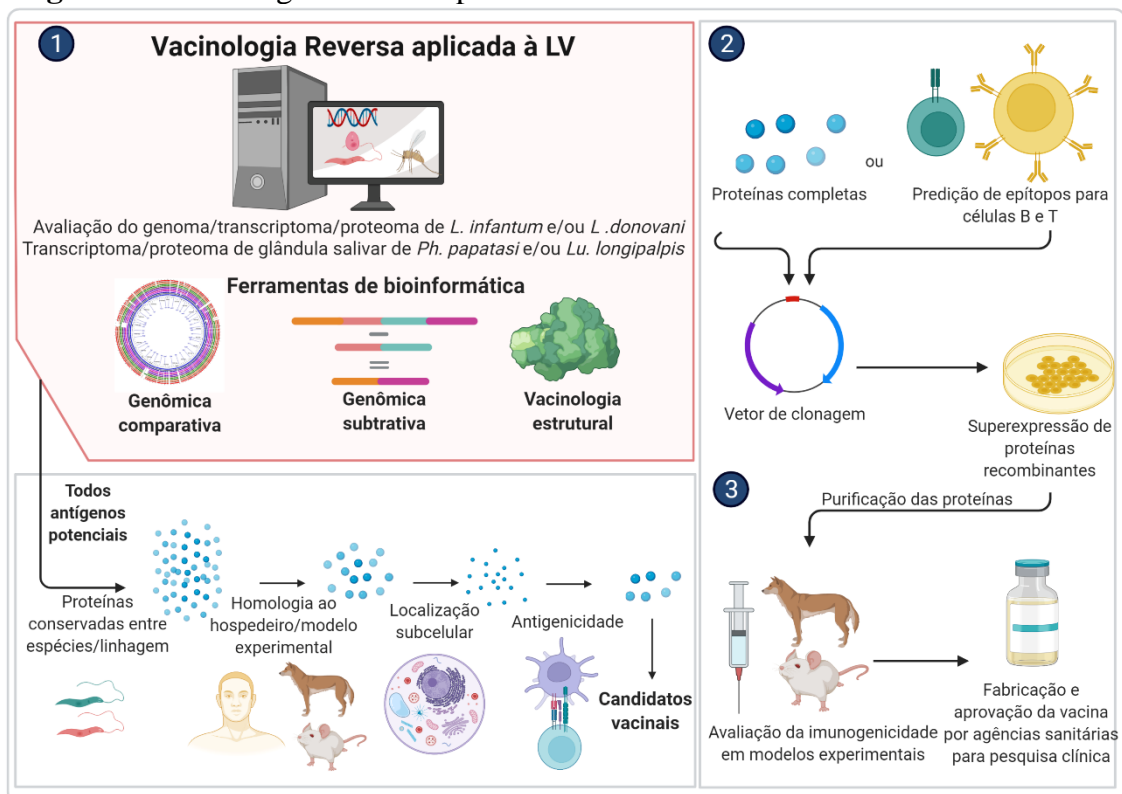 1
Vacinologia Reversa aplicada à LV
Avaliação do genoma/transcriptoma/proteoma de L. infantum e/ou L .donovani
Transcriptoma/proteoma de glândula salivar de Ph. papatasi e/ou Lu. longipalpis
Ferramentas de bioinformática
Genômica
comparativa
Genômica
subtrativa
Vacinologia
estrutural
Todos
antígenos
potenciais
Proteínas
conservadas entre
espécies/linhagem
Homologia ao
hospedeiro/modelo
experimental
Localização
subcelular
Antigenicidade
Candidatos
vacinais
2
ou
Proteínas completas
Predição de epítopos para
células B e T
Vetor de clonagem
Superexpressão de
proteínas
recombinantes
3
Purificação das proteínas
Avaliação da imunogenicidade
em modelos experimentais
Fabricação e
aprovação da vacina
por agências sanitárias
para pesquisa clínica